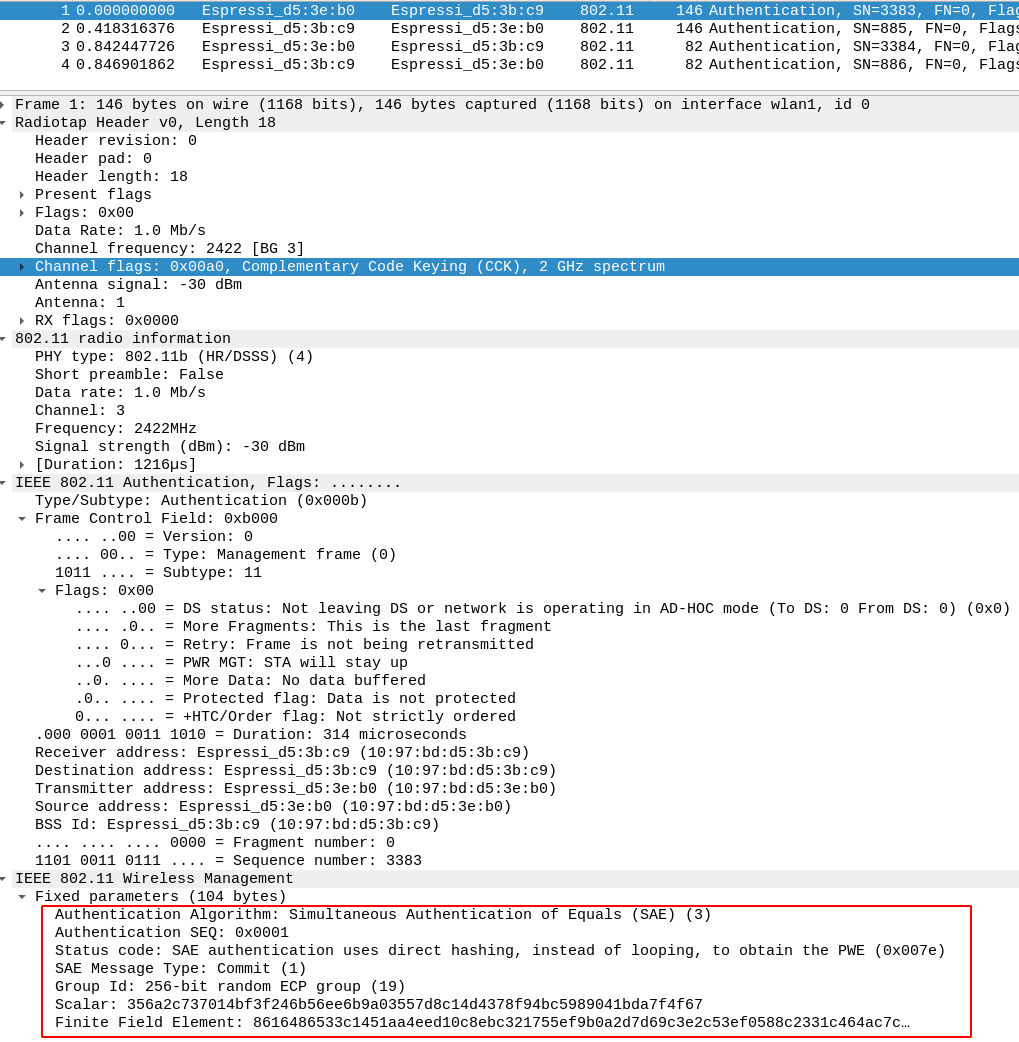 1 0.000000000 Espressi_d5:3e:b0 Espressi_d5:3b:c9 802.11 146 Authentication, SN=3383, FN=0, Flag
2 0.418316376 Espressi_d5:3b:c9 Espressi_d5:3e:b0 802.11 146 Authentication, SN=885, FN=0, Flags
3 0.842447726 Espressi_d5:3e:b0 Espressi_d5:3b:c9 802.11 82 Authentication, SN=3384, FN=0, Flag
4 0.846901862 Espressi_d5:3b:c9 Espressi_d5:3e:b0 802.11 82 Authentication, SN=886, FN=0, Flags
Frame 1: 146 bytes on wire (1168 bits), 146 bytes captured (1168 bits) on interface wlan1, id 0
Radiotap Header v0, Length 18
Header revision: 0
Header pad: 0
Header length: 18
Present flags
Flags: 0x00
Data Rate: 1.0 Mb/s
Channel frequency: 2422 [BG 3]
Channel flags: 0x00a0, Complementary Code Keying (CCK), 2 GHz spectrum
Antenna signal: -30 dBm
Antenna: 1
RX flags: 0x0000
802.11 radio information
PHY type: 802.11b (HR/DSSS) (4)
Short preamble: False
Data rate: 1.0 Mb/s
Channel: 3
Frequency: 2422MHz
Signal strength (dBm): -30 dBm
[Duration: 1216µs]
IEEE 802.11 Authentication, Flags: ........
Type/Subtype: Authentication (0x000b)
Frame Control Field: 0xb000
.... ..00 = Version: 0
.... 00.. = Type: Management frame (0)
1011 .... = Subtype: 11
Flags: 0x00
.... ..00 = DS status: Not leaving DS or network is operating in AD-HOC mode (To DS: 0 From DS: 0) (0x0)
.... .0.. = More Fragments: This is the last fragment
.... 0... = Retry: Frame is not being retransmitted
...0 .... = PWR MGT: STA will stay up
..0. .... = More Data: No data buffered
.0.. .... = Protected flag: Data is not protected
0... .... = +HTC/Order flag: Not strictly ordered
.000 0001 0011 1010 = Duration: 314 microseconds
Receiver address: Espressi_d5:3b:c9 (10:97:bd:d5:3b:c9)
Destination address: Espressi_d5:3b:c9 (10:97:bd:d5:3b:c9)
Transmitter address: Espressi_d5:3e:b0 (10:97:bd:d5:3e:b0)
Source address: Espressi_d5:3e:b0 (10:97:bd:d5:3e:b0)
BSS Id: Espressi_d5:3b:c9 (10:97:bd:d5:3b:c9)
.... .... .... 0000 = Fragment number: 0
1101 0011 0111 .... = Sequence number: 3383
IEEE 802.11 Wireless Management
Fixed parameters (104 bytes)
Authentication Algorithm: Simultaneous Authentication of Equals (SAE) (3)
Authentication SEQ: 0x0001
Status code: SAE authentication uses direct hashing, instead of looping, to obtain the PWE (0x007e)
SAE Message Type: Commit (1)
Group Id: 256-bit random ECP group (19)
Scalar: 356a2c737014bf3f246b56ee6b9a03557d8c14d4378f94bc5989041bda7f4f67
Finite Field Element: 8616486533c1451aa4eed10c8ebc321755ef9b0a2d7d69c3e2c53ef0588c2331c464ac7c…